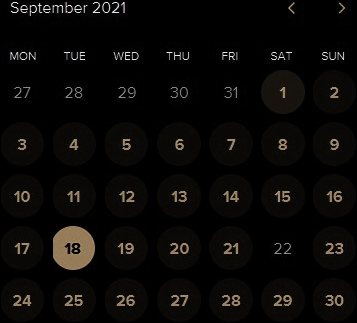 September 2021
MON TUE WED THU FRI SAT SUN
27 28 29 30 31 1 2
3 4 5 6 7 8 9
10 11 12 13 14 15 16
17 18 19 20 21 22 23
24 25 26 27 28 29 30